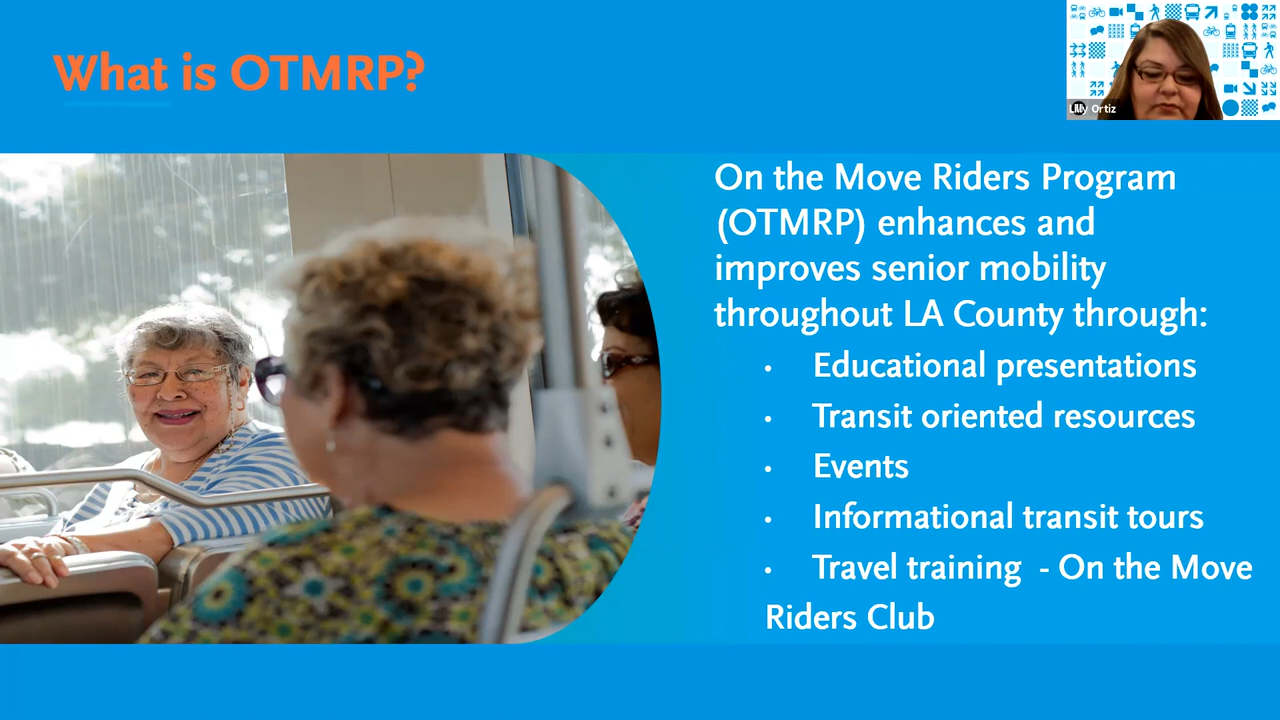 What is OTMRP?
Lilly Ortiz
On the Move Riders Program
(OTMRP) enhances and
improves senior mobility
throughout LA County through:
• Educational presentations
• Transit oriented resources
• Events
• Informational transit tours
• Travel training - On the Move
Riders Club